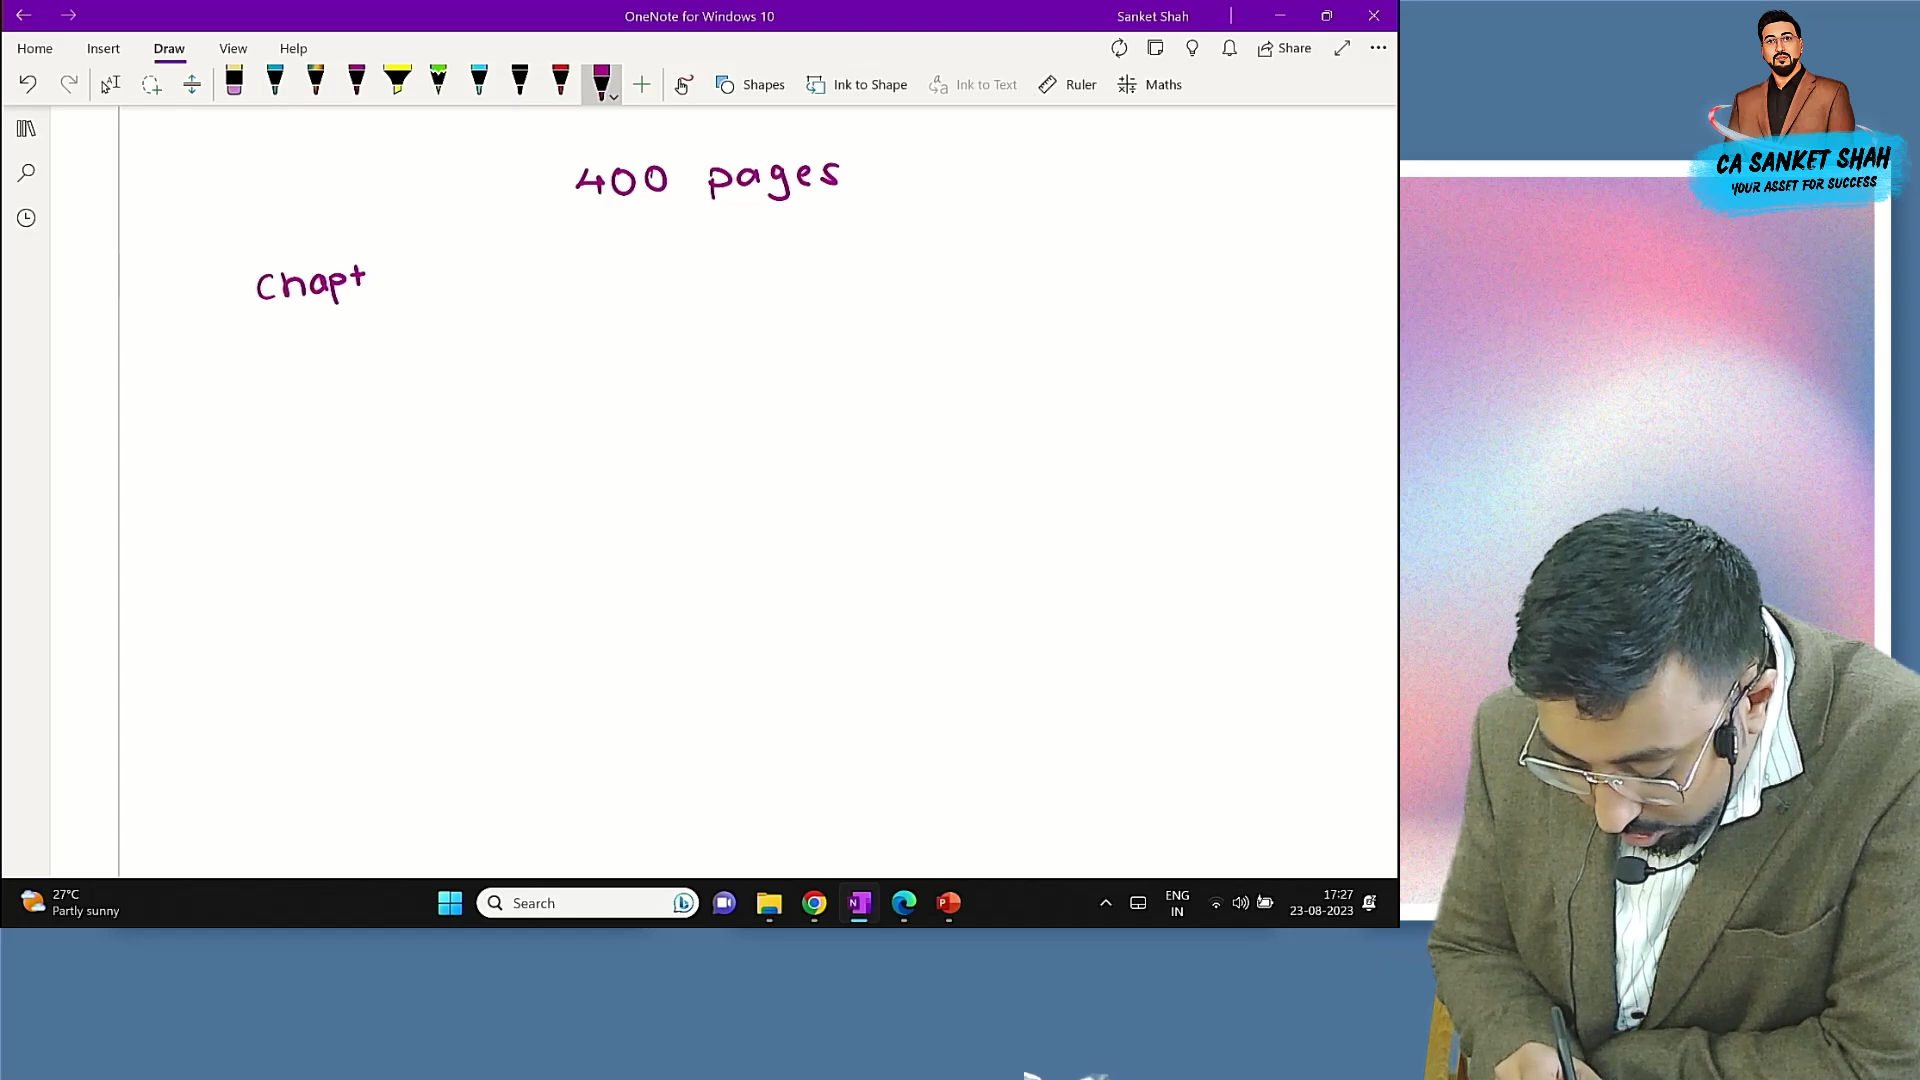 OneNote for Windows 10
Sanket Shah
Home Insert Draw View Help
Share
Shapes Ink to Shape Ink to Text Ruler Maths
400 pages
Chapt
CA SANKET SHAH
YOUR ASSET FOR SUCCESS
27°C
Partly sunny
Search
ENG
IN
17:27
23-08-2023